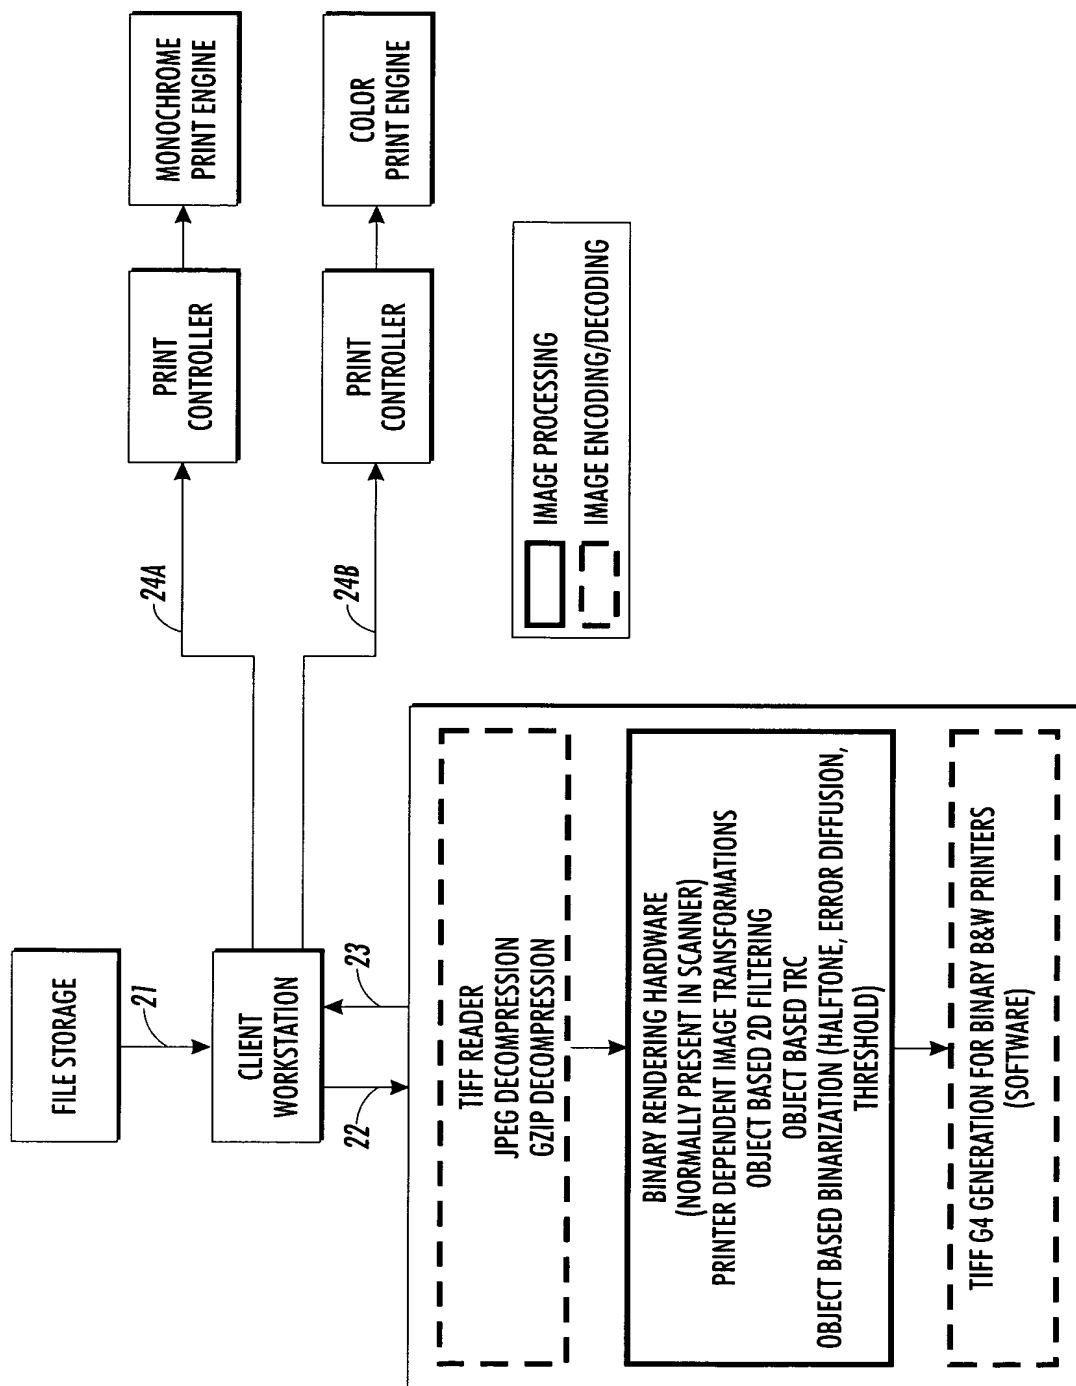 FILE STORAGE
21
CLIENT
WORKSTATION
22
23
24A
24B
PRINT
CONTROLLER
MONOCHROME
PRINT ENGINE
PRINT
CONTROLLER
COLOR
PRINT ENGINE
TIFF READER
JPEG DECOMPRESSION
GZIP DECOMPRESSION
BINARY RENDERING HARDWARE
(NORMALLY PRESENT IN SCANNER)
PRINTER DEPENDENT IMAGE TRANSFORMATIONS
OBJECT BASED 2D FILTERING
OBJECT BASED TRC
OBJECT BASED BINARIZATION (HALFTONE, ERROR DIFFUSION,
THRESHOLD)
TIFF G4 GENERATION FOR BINARY B&W PRINTERS
(SOFTWARE)
IMAGE PROCESSING
IMAGE ENCODING/DECODING